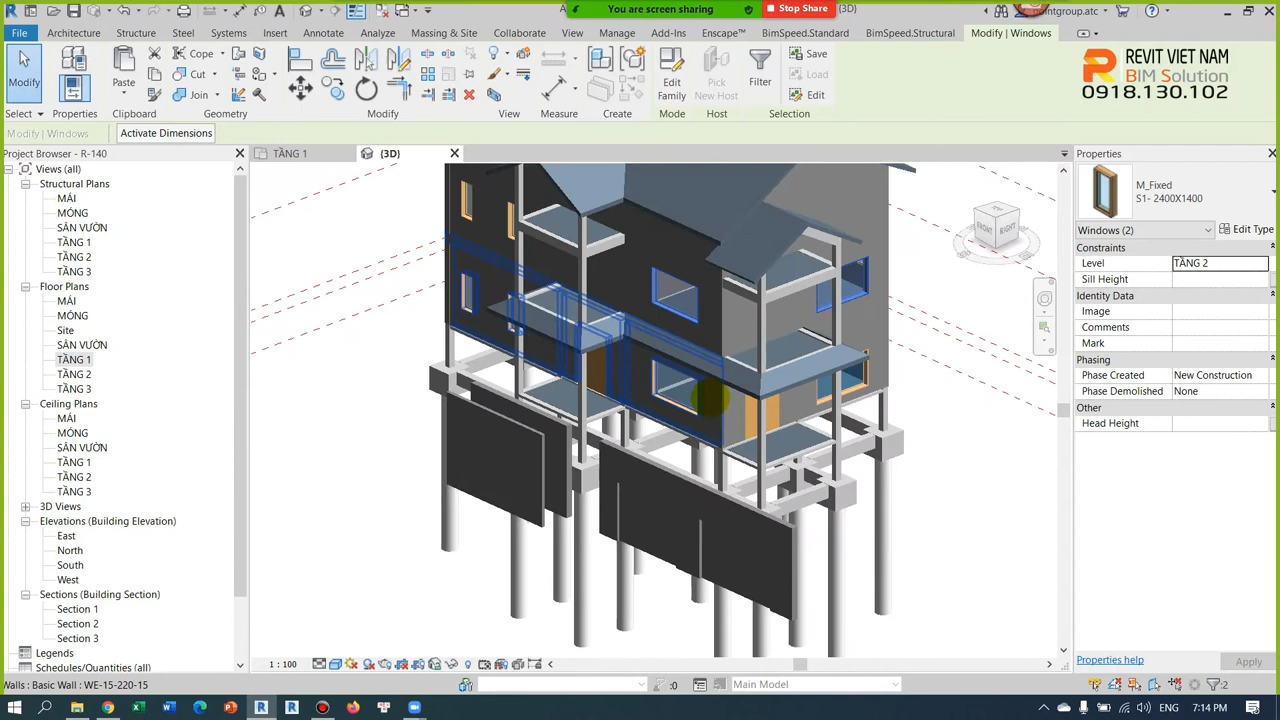 You are screen sharing
Stop Share
(3D)
File
Architecture
Structure
Steel
Systems
Insert
Annotate
Analyze
Massing & Site
Collaborate
View
Manage
Add-Ins
Enscape™
BimSpeed.Structural
BimSpeed.Structural
Modify | Windows
Modify
Paste
Cope
Cut
Join
Edit
Family
Pick
New Host
Filter
Save
Load
Edit
REVIT VIET NAM
BIM Solution
0918.130.102
Select
Properties
Clipboard
Geometry
Modify
View
Measure
Create
Mode
Host
Selection
Modify | Windows
Activate Dimensions
Project Browser - R-140
TẦNG 1
(3D)
Properties
Views (all)
Structural Plans
MÁI
MÓNG
SÂN VƯỜN
TẦNG 1
TẦNG 2
TẦNG 3
Floor Plans
MÁI
MÓNG
Site
SÂN VƯỜN
TẦNG 1
TẦNG 2
TẦNG 3
Ceiling Plans
MÁI
MÓNG
SÂN VƯỜN
TẦNG 1
TẦNG 2
TẦNG 3
3D Views
Elevations (Building Elevation)
East
North
South
West
Sections (Building Section)
Section 1
Section 2
Section 3
Legends
Schedules/Quantities (all)
FRONT
RIGHT
M_Fixed
S1- 2400X1400
Windows (2)
Edit Type
Constraints
Level
TẦNG 2
Sill Height
Identity Data
Image
Comments
Mark
Phasing
Phase Created
New Construction
Phase Demolished
None
Other
Head Height
Properties help
Apply
1 : 100
Walls : Basic Wall : WE-15-220-15
:0
Main Model
:2
ENG
7:14 PM